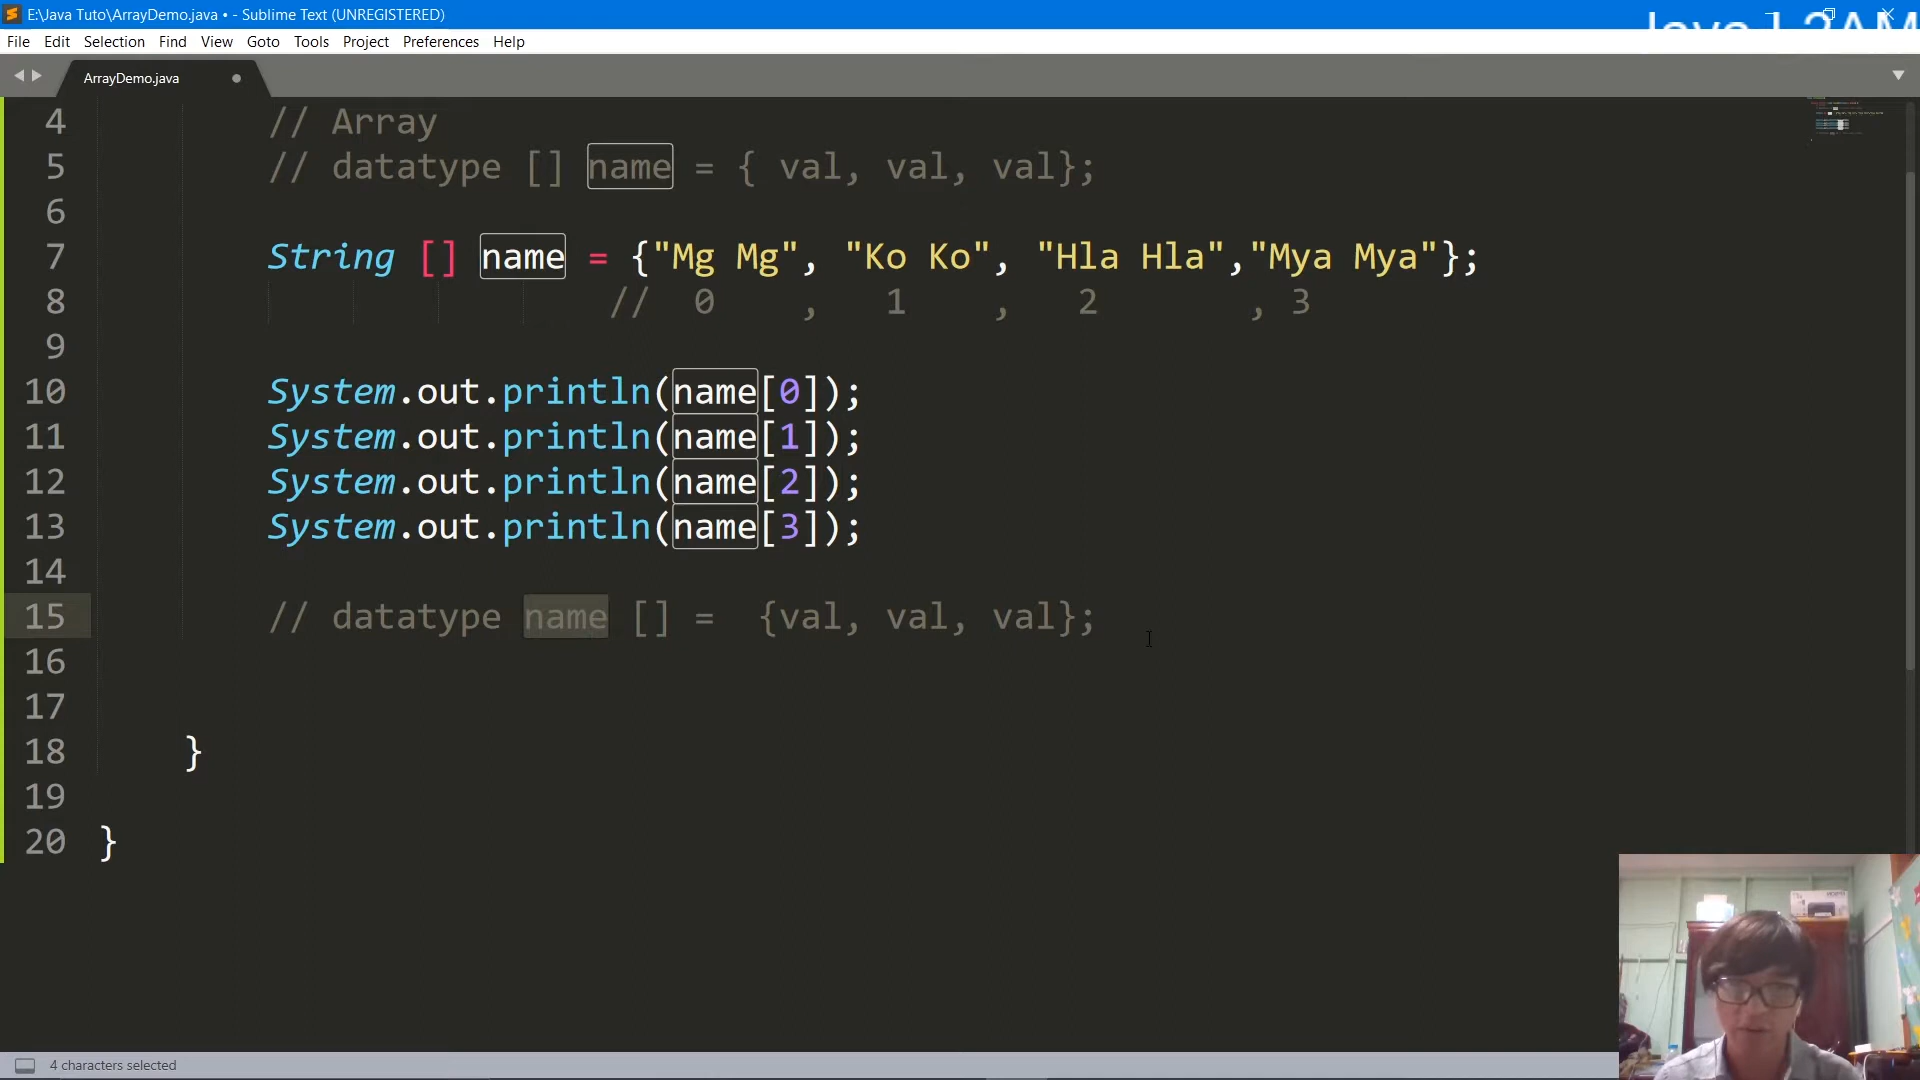 E:\Java Tuto\ArrayDemo.java • - Sublime Text (UNREGISTERED)
File Edit Selection Find View Goto Tools Project Preferences Help
ArrayDemo.java
4 // Array
5 // datatype [] name = { val, val, val};
6
7 String [] name = {"Mg Mg", "Ko Ko", "Hla Hla","Mya Mya"};
8 // 0 , 1 , 2 , 3
9
10 System.out.println(name[0]);
11 System.out.println(name[1]);
12 System.out.println(name[2]);
13 System.out.println(name[3]);
14
15 // datatype name [] = {val, val, val};
16
17
18 }
19
20 }
4 characters selected